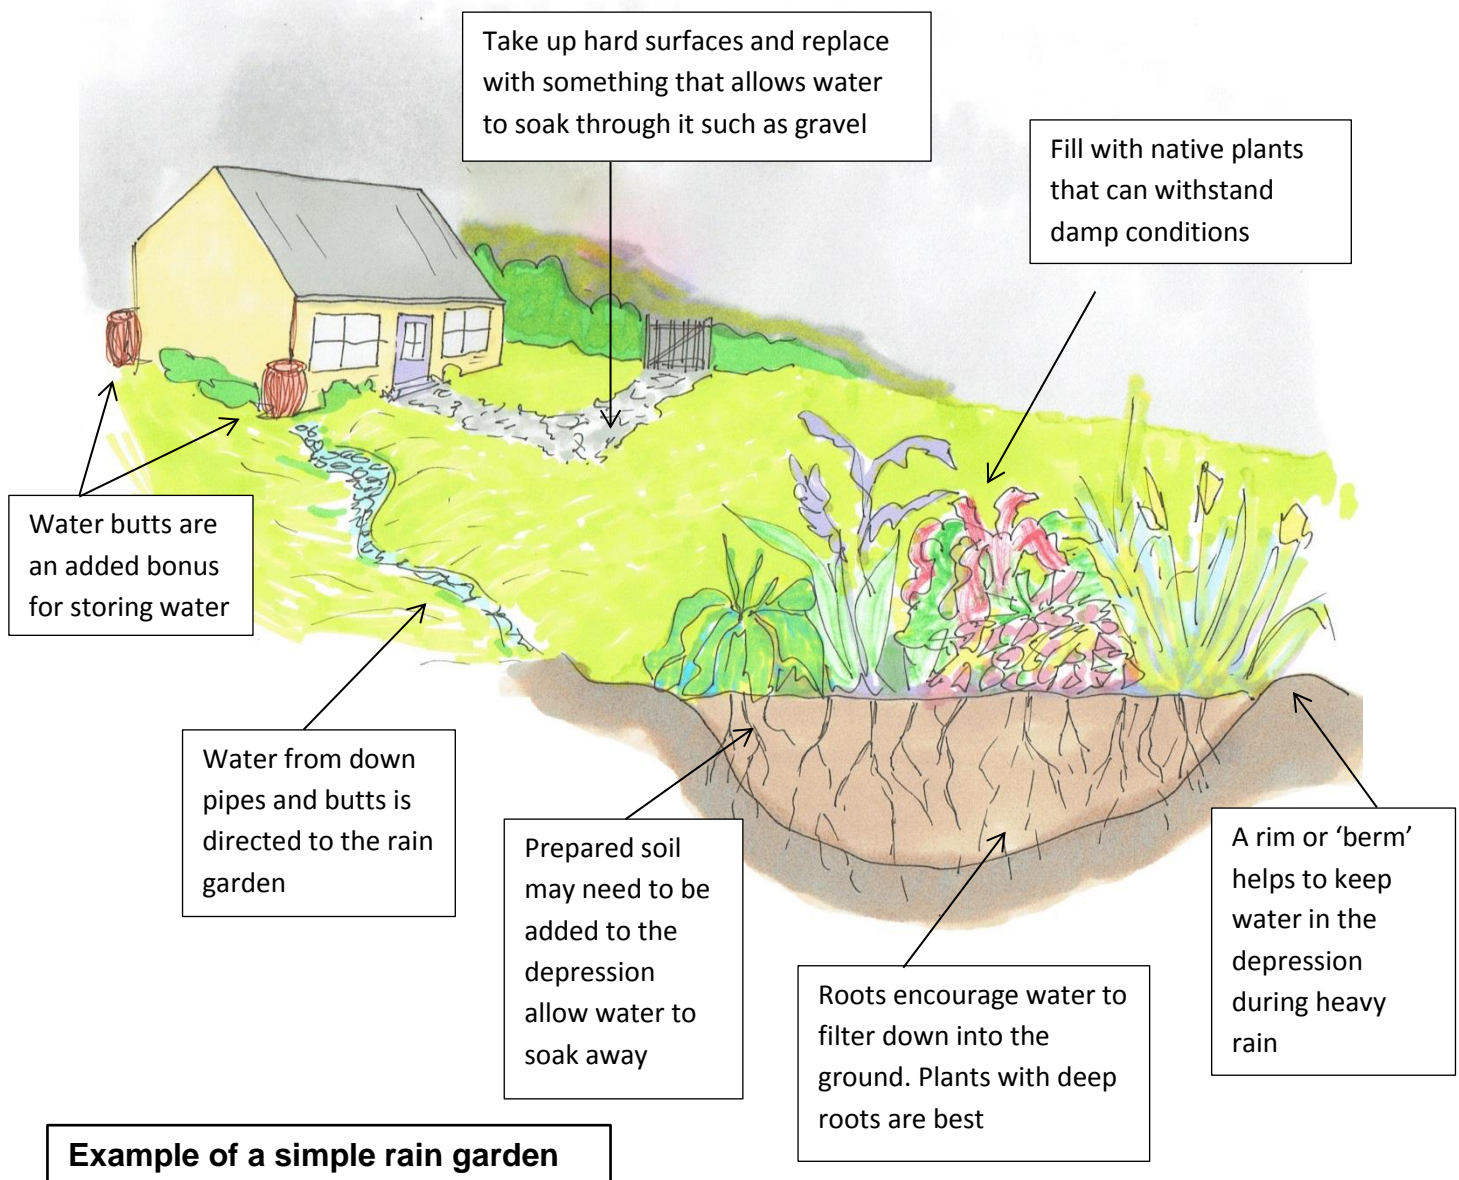 Take up hard surfaces and replace
with something that allows water
to soak through it such as gravel
Fill with native plants
that can withstand
damp conditions
Water butts are
an added bonus
for storing water
Water from down
pipes and butts is
directed to the rain
garden
Prepared soil
may need to be
added to the
depression
allow water to
soak away
Roots encourage water to
filter down into the
ground. Plants with deep
roots are best
A rim or ‘berm’
helps to keep
water in the
depression
during heavy
rain
Example of a simple rain garden